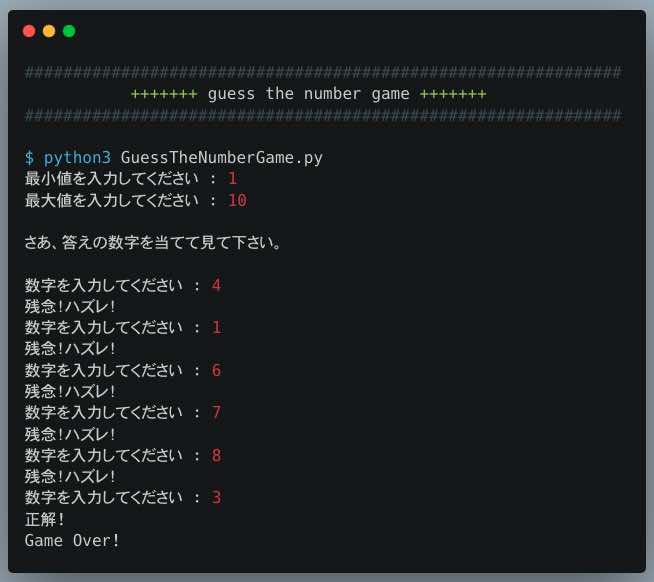 ##############################################################
+++++++ guess the number game +++++++
##############################################################
$ python3 GuessTheNumberGame.py
最小値を入力してください : 1
最大値を入力してください : 10
さあ、答えの数字を当てて見て下さい。
数字を入力してください : 4
残念!ハズレ!
数字を入力してください : 1
残念!ハズレ!
数字を入力してください : 6
残念!ハズレ!
数字を入力してください : 7
残念!ハズレ!
数字を入力してください : 8
残念!ハズレ!
数字を入力してください : 3
正解!
Game Over!